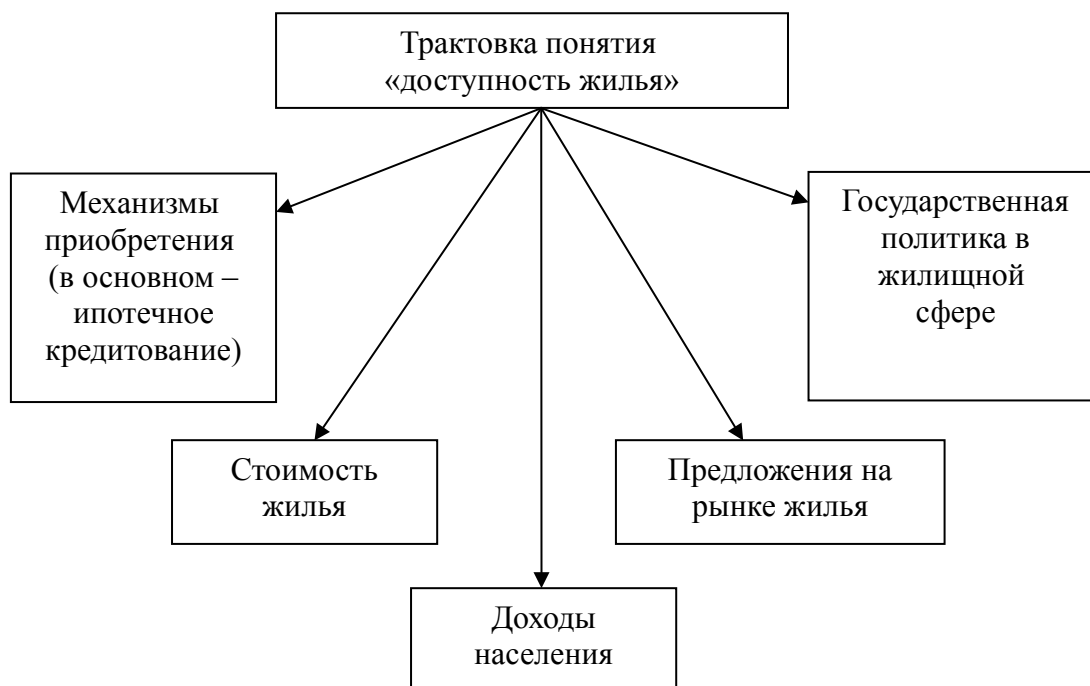 Трактовка понятия
«доступность жилья»
Механизмы
приобретения
(в основном –
ипотечное
кредитование)
Государственная
политика в
жилищной
сфере
Стоимость
жилья
Предложения на
рынке жилья
Доходы
населения